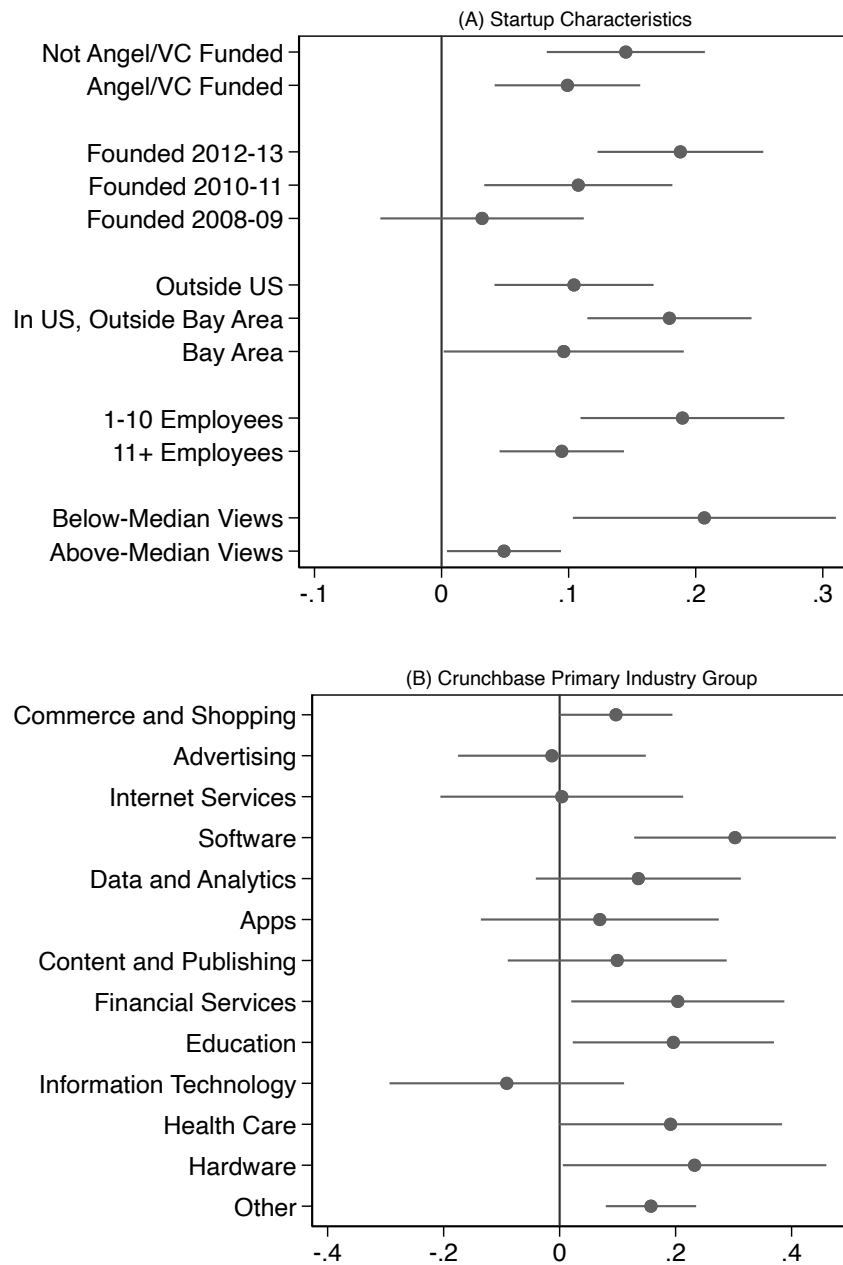 (A) Startup Characteristics
Not Angel/VC Funded
Angel/VC Funded
Founded 2012-13
Founded 2010-11
Founded 2008-09
Outside US
In US, Outside Bay Area
Bay Area
1-10 Employees
11+ Employees
Below-Median Views
Above-Median Views
-.1 0 .1 .2 .3
(B) Crunchbase Primary Industry Group
Commerce and Shopping
Advertising
Internet Services
Software
Data and Analytics
Apps
Content and Publishing
Financial Services
Education
Information Technology
Health Care
Hardware
Other
-.4 -.2 0 .2 .4